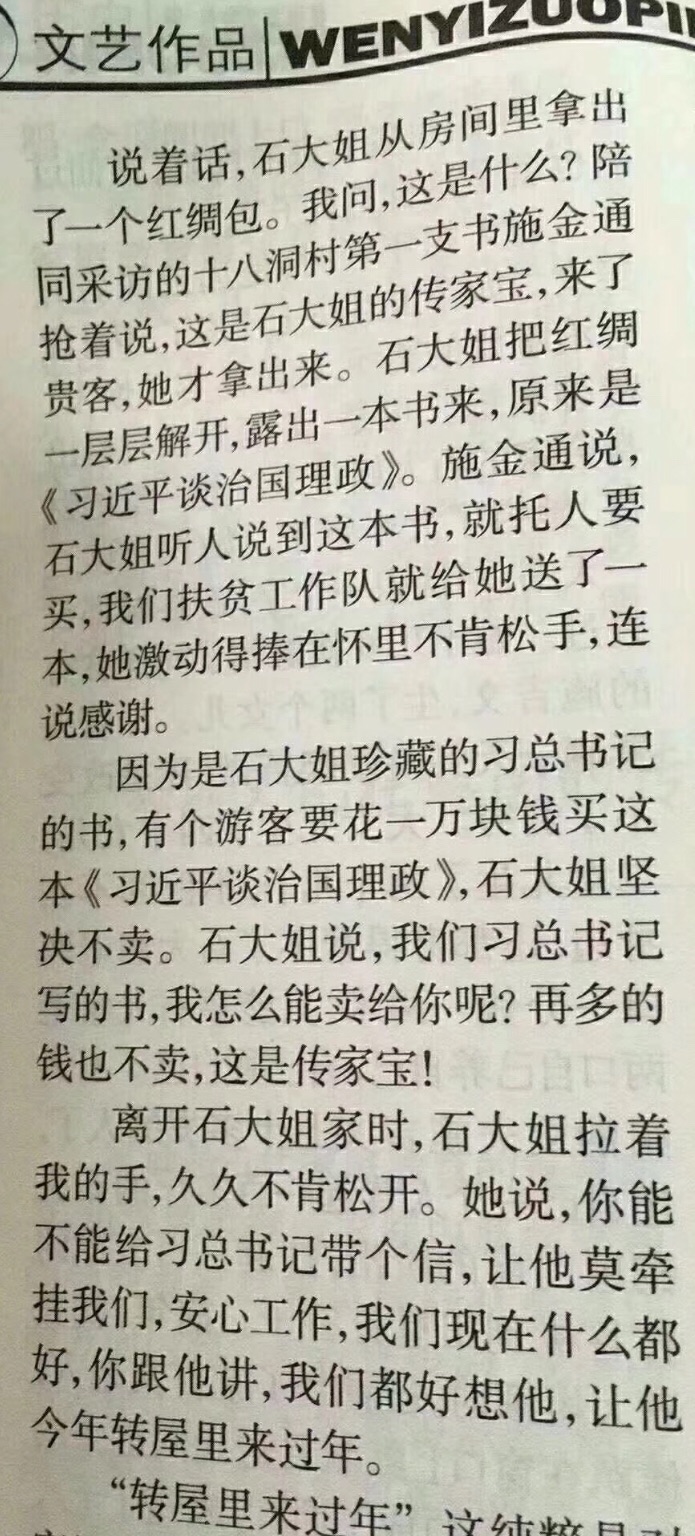 文艺作品 WENYIZUOPI
说着话，石大姐从房间里拿出
了一个红绸包。我问，这是什么？陪
同采访的十八洞村第一支书施金通
抢着说，这是石大姐的传家宝，来了
贵客，她才拿出来。石大姐把红绸
一层层解开，露出一本书来，原来是
《习近平谈治国理政》。施金通说，
石大姐听人说到这本书，就托人要
买，我们扶贫工作队就给她送了一
本，她激动得捧在怀里不肯松手，连
说感谢。
因为是石大姐珍藏的习总书记
的书，有个游客要花一万块钱买这
本《习近平谈治国理政》，石大姐坚
决不卖。石大姐说，我们习总书记
写的书，我怎么能卖给你呢？再多的
钱也不卖，这是传家宝！
离开石大姐家时，石大姐拉着
我的手，久久不肯松开。她说，你能
不能给习总书记带个信，让他莫牵
挂我们，安心工作，我们现在什么都
好，你跟他讲，我们都好想他，让他
今年转屋里来过年。
“转屋里来过年”，这纯粹是